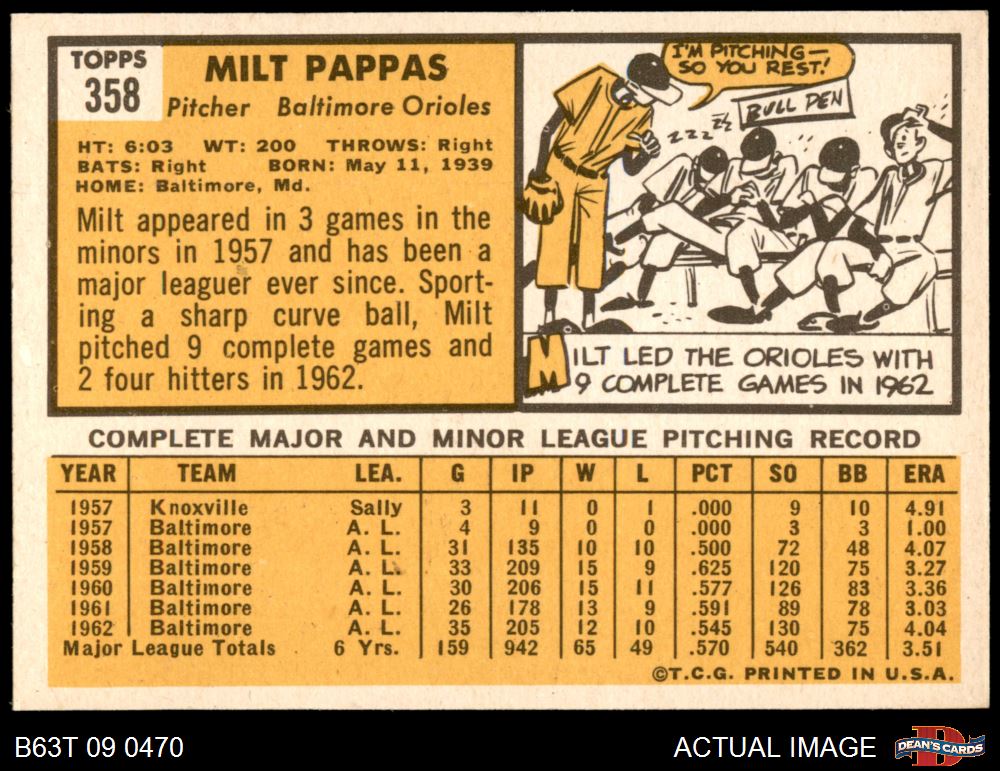 TOPPS
358
MILT PAPPAS
Pitcher Baltimore Orioles
HT: 6:03 WT: 200 THROWS: Right
BATS: Right BORN: May 11, 1939
HOME: Baltimore, Md.
Milt appeared in 3 games in the
minors in 1957 and has been a
major leaguer ever since. Sport-
ing a sharp curve ball, Milt
pitched 9 complete games and
2 four hitters in 1962.
I'M PITCHING—
SO YOU REST!
BULL PEN
Z Z Z Z ZZ
MILT LED THE ORIOLES WITH
9 COMPLETE GAMES IN 1962
COMPLETE MAJOR AND MINOR LEAGUE PITCHING RECORD
YEAR TEAM LEA. G IP W L PCT SO BB ERA
1957 Knoxville Sally 3 11 0 1 .000 9 10 4.91
1957 Baltimore A. L. 4 9 0 0 .000 3 3 1.00
1958 Baltimore A. L. 31 135 10 10 .500 72 48 4.07
1959 Baltimore A. L. 33 209 15 9 .625 120 75 3.27
1960 Baltimore A. L. 30 206 15 11 .577 126 83 3.36
1961 Baltimore A. L. 26 178 13 9 .591 89 78 3.03
1962 Baltimore A. L. 35 205 12 10 .545 130 75 4.04
Major League Totals 6 Yrs. 159 942 65 49 .570 540 362 3.51
©T.C.G. PRINTED IN U.S.A.
B63T 09 0470
ACTUAL IMAGE
D
DEAN'S CARDS